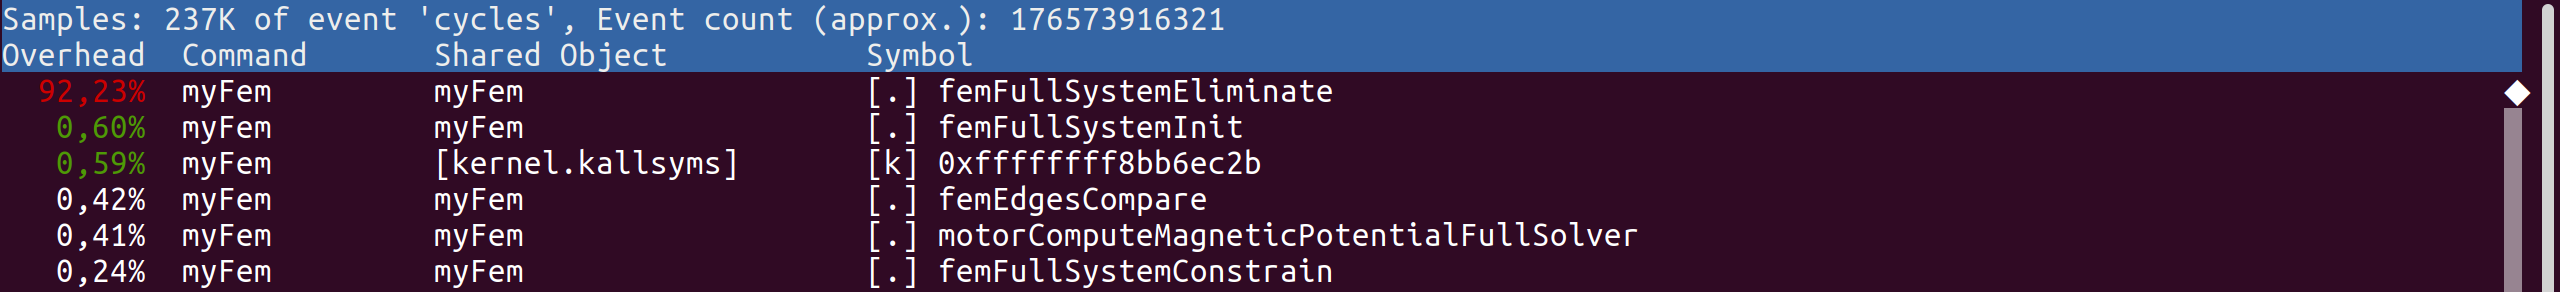 Samples: 237K of event 'cycles', Event count (approx.): 176573916321
Overhead  Command       Shared Object           Symbol
  92,23%  myFem         myFem                   [.] femFullSystemEliminate
   0,60%  myFem         myFem                   [.] femFullSystemInit
   0,59%  myFem         [kernel.kallsyms]       [k] 0xffffffff8bb6ec2b
   0,42%  myFem         myFem                   [.] femEdgesCompare
   0,41%  myFem         myFem                   [.] motorComputeMagneticPotentialFullSolver
   0,24%  myFem         myFem                   [.] femFullSystemConstrain